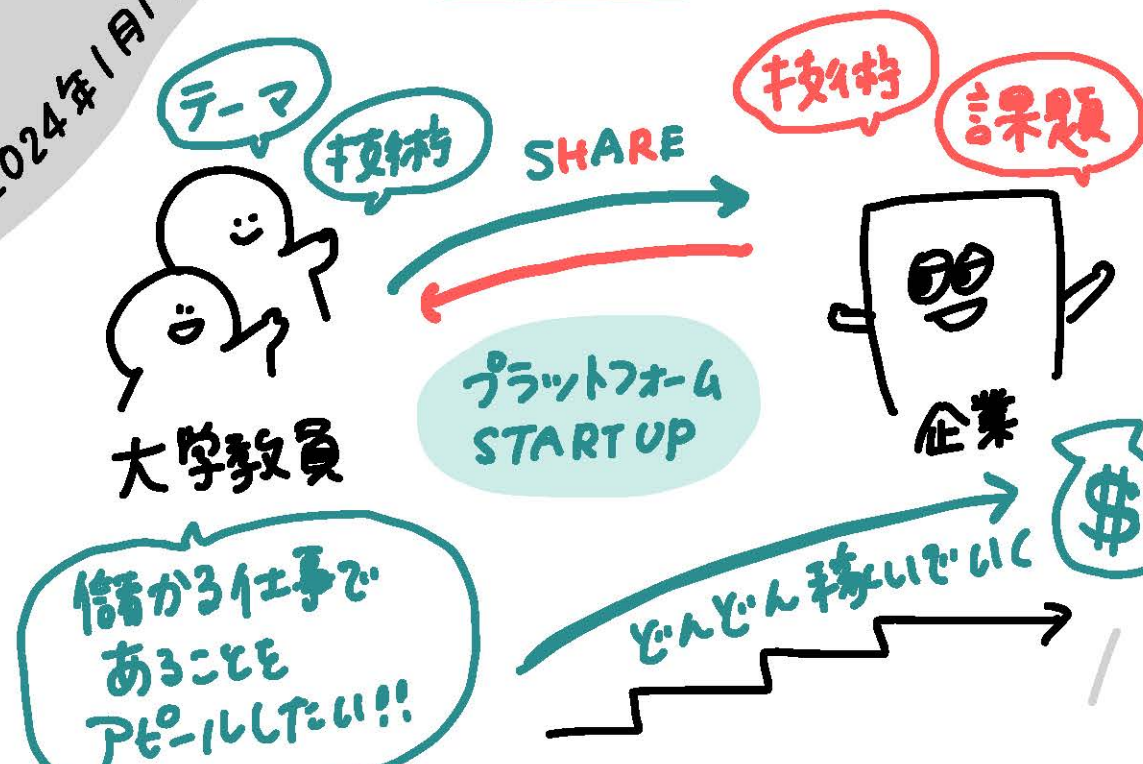 2024年1月1
テーマ
技術
SHARE
技術
課題
プラットフォーム
START UP
大学教員
企業
$
儲かる仕事で
あることを
アピールしたい!!
どんどん稼いでいく